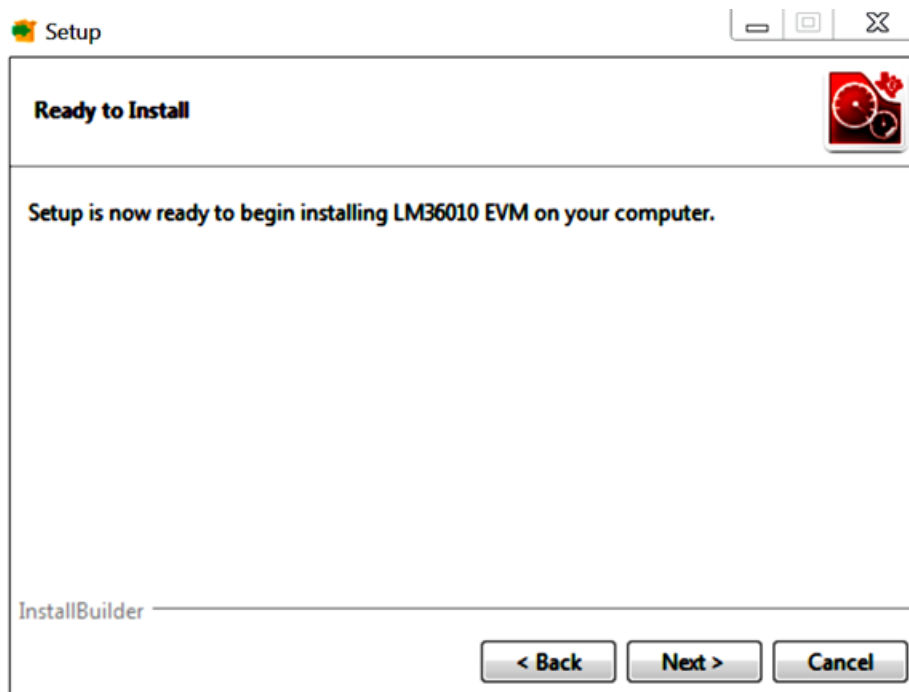 Setup
Ready to Install
Setup is now ready to begin installing LM36010 EVM on your computer.
InstallBuilder
< Back Next > Cancel